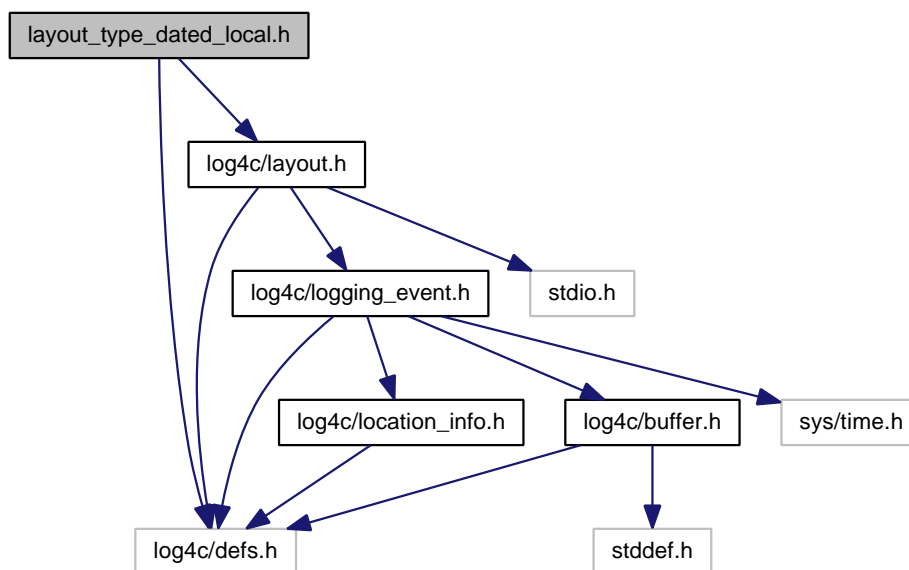 layout_type_dated_local.h
log4c/layout.h
log4c/logging_event.h
stdio.h
log4c/location_info.h
log4c/buffer.h
sys/time.h
log4c/defs.h
stddef.h